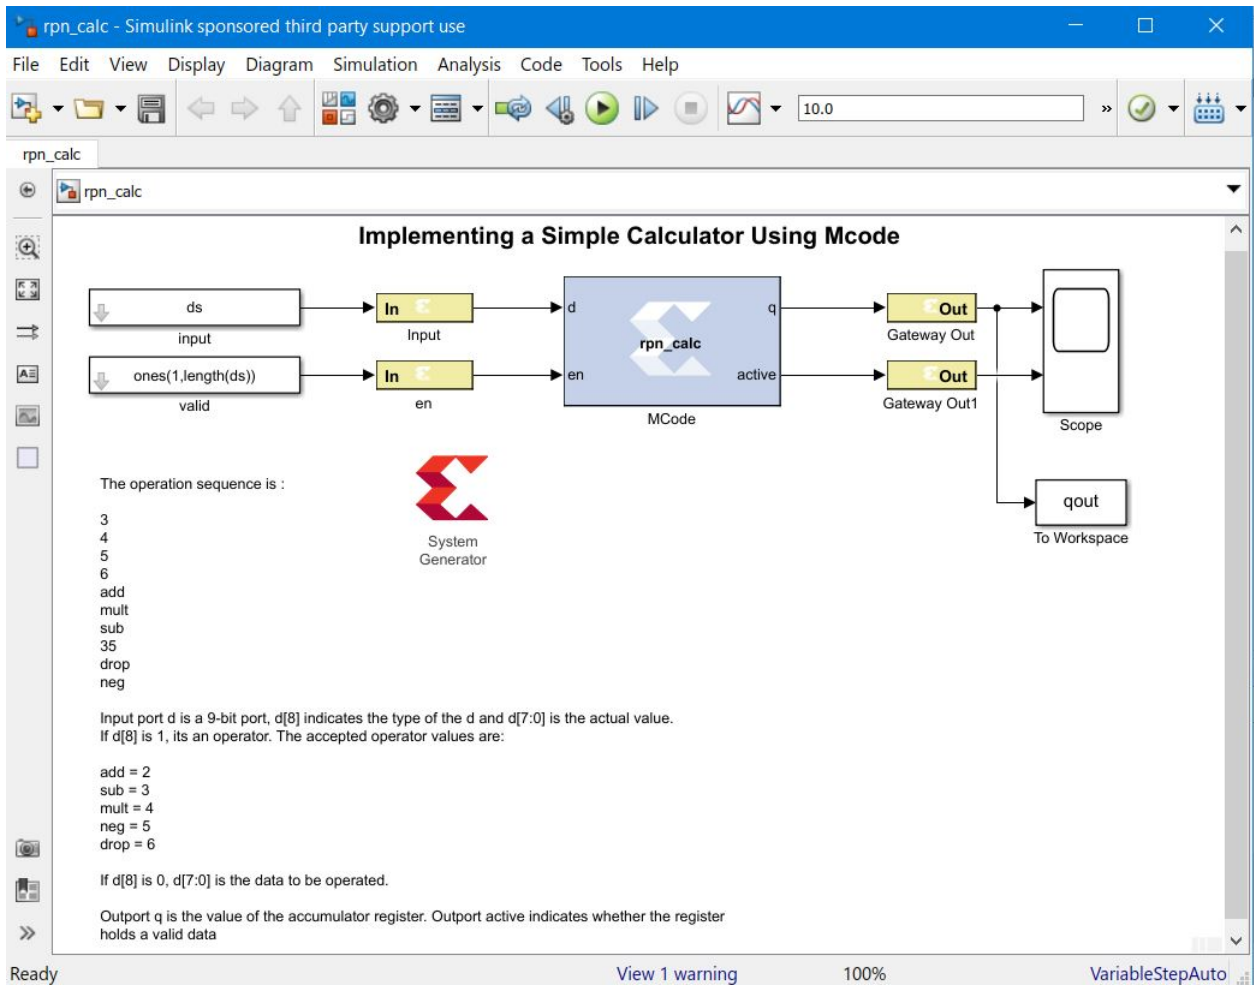 rpn_calc - Simulink sponsored third party support use
File Edit View Display Diagram Simulation Analysis Code Tools Help
10.0
»
rpn_calc
rpn_calc
Implementing a Simple Calculator Using Mcode
ds
input
In
Input
d
q
Out
Gateway Out
rpn_calc
ones(1,length(ds))
valid
In
en
en
active
Out
Gateway Out1
MCode
Scope
qout
To Workspace
System
Generator
The operation sequence is :
3
4
5
6
add
mult
sub
35
drop
neg
Input port d is a 9-bit port, d[8] indicates the type of the d and d[7:0] is the actual value.
If d[8] is 1, its an operator. The accepted operator values are:
add = 2
sub = 3
mult = 4
neg = 5
drop = 6
If d[8] is 0, d[7:0] is the data to be operated.
Outport q is the value of the accumulator register. Outport active indicates whether the register
holds a valid data
Ready
View 1 warning
100%
VariableStepAuto